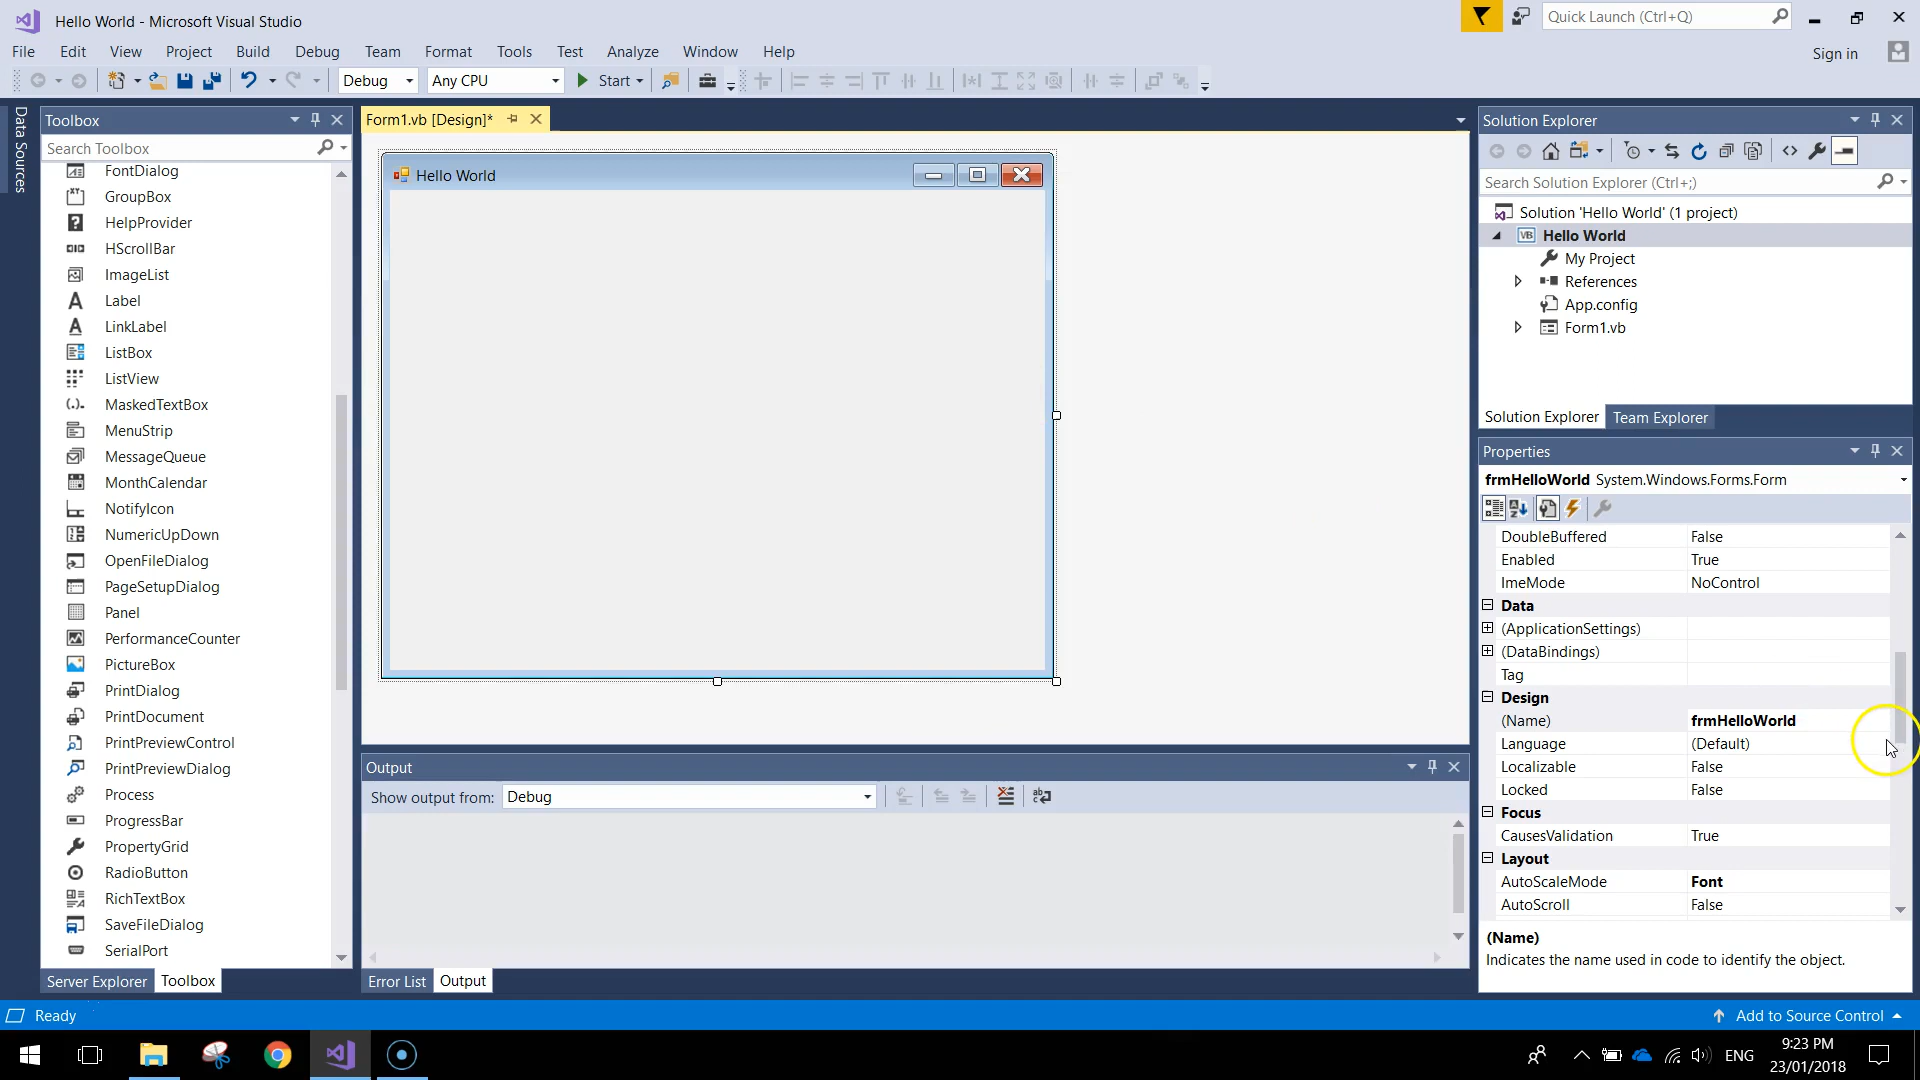 Hello World - Microsoft Visual Studio
Quick Launch (Ctrl+Q)
File Edit View Project Build Debug Team Format Tools Test Analyze Window Help
Sign in
Debug Any CPU Start
Data Sources
Toolbox
Search Toolbox
FontDialog
GroupBox
HelpProvider
HScrollBar
ImageList
Label
LinkLabel
ListBox
ListView
MaskedTextBox
MenuStrip
MessageQueue
MonthCalendar
NotifyIcon
NumericUpDown
OpenFileDialog
PageSetupDialog
Panel
PerformanceCounter
PictureBox
PrintDialog
PrintDocument
PrintPreviewControl
PrintPreviewDialog
Process
ProgressBar
PropertyGrid
RadioButton
RichTextBox
SaveFileDialog
SerialPort
Server Explorer Toolbox
Form1.vb [Design]*
Hello World
Output
Show output from: Debug
Error List Output
Solution Explorer
Search Solution Explorer (Ctrl+;)
Solution 'Hello World' (1 project)
VB Hello World
My Project
References
App.config
Form1.vb
Solution Explorer Team Explorer
Properties
frmHelloWorld System.Windows.Forms.Form
DoubleBuffered False
Enabled True
ImeMode NoControl
Data
(ApplicationSettings)
(DataBindings)
Tag
Design
(Name) frmHelloWorld
Language (Default)
Localizable False
Locked False
Focus
CausesValidation True
Layout
AutoScaleMode Font
AutoScroll False
(Name)
Indicates the name used in code to identify the object.
Ready
Add to Source Control
ENG
9:23 PM
23/01/2018